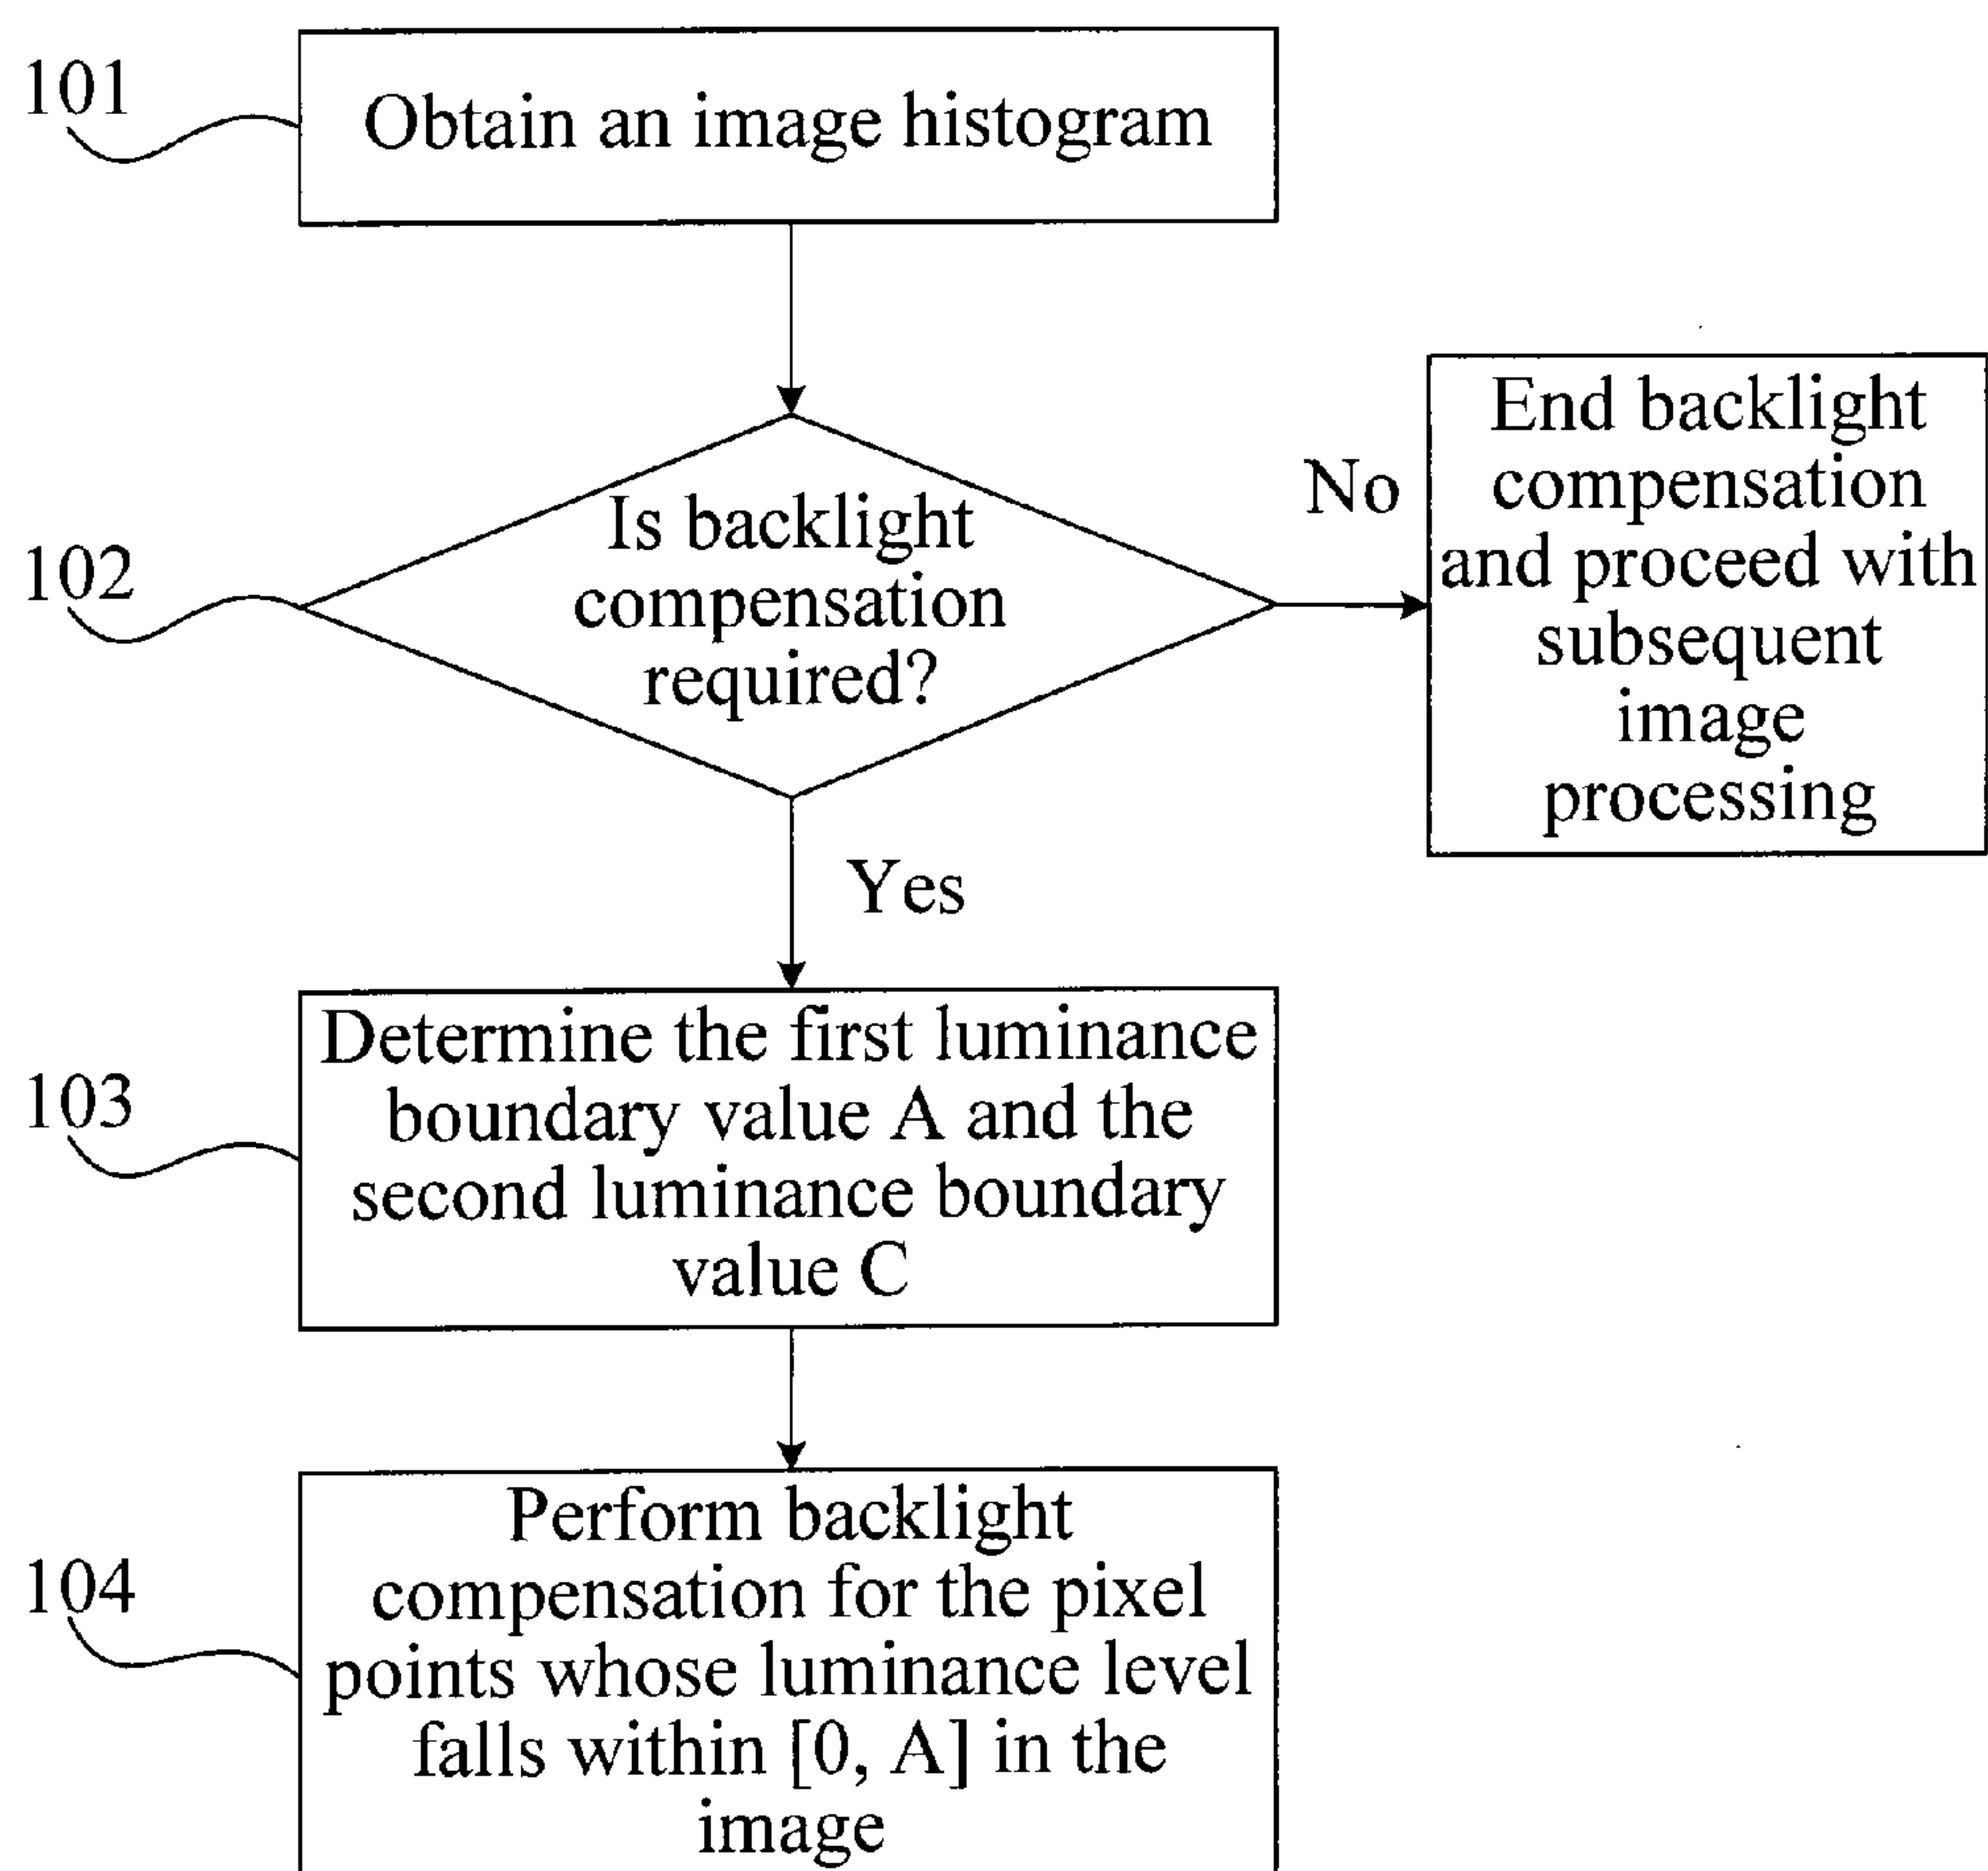 101
Obtain an image histogram
102
Is backlight
compensation
required?
No
End backlight
compensation
and proceed with
subsequent
image
processing
Yes
103
Determine the first luminance
boundary value A and the
second luminance boundary
value C
104
Perform backlight
compensation for the pixel
points whose luminance level
falls within [0, A] in the
image